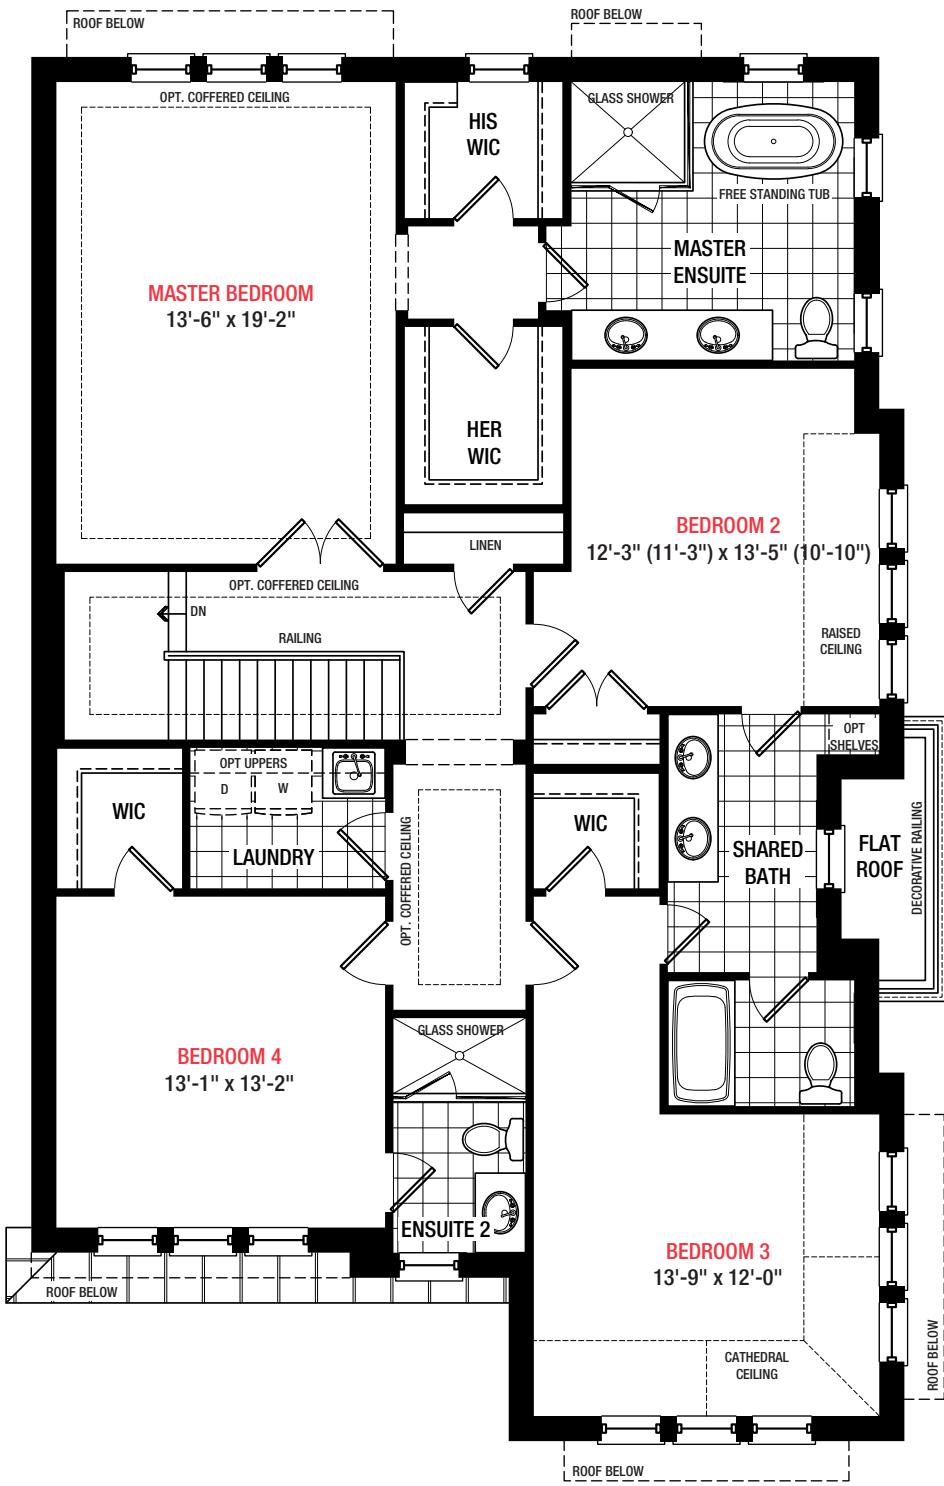 ROOF BELOW
ROOF BELOW
OPT. COFFERED CEILING
HIS
WIC
GLASS SHOWER
FREE STANDING TUB
MASTER
ENSUITE
MASTER BEDROOM
13'-6" x 19'-2"
HER
WIC
BEDROOM 2
12'-3" (11'-3") x 13'-5" (10'-10")
LINEN
OPT. COFFERED CEILING
DN
RAILING
RAISED
CEILING
OPT
SHELVES
OPT UPPERS
D
W
WIC
LAUNDRY
OPT. COFFERED CEILING
WIC
SHARED
BATH
FLAT
ROOF
DECORATIVE RAILING
GLASS SHOWER
BEDROOM 4
13'-1" x 13'-2"
ENSUITE 2
BEDROOM 3
13'-9" x 12'-0"
ROOF BELOW
CATHEDRAL
CEILING
ROOF BELOW
ROOF BELOW